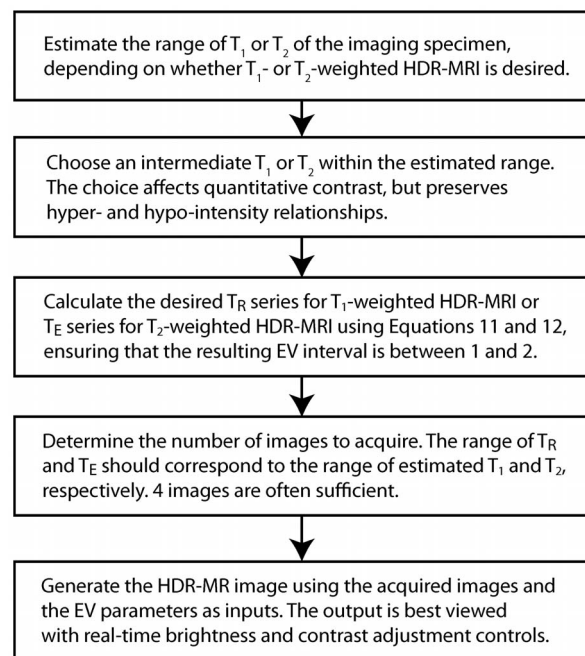 Estimate the range of T₁ or T₂ of the imaging specimen,
depending on whether T₁- or T₂-weighted HDR-MRI is desired.
Choose an intermediate T₁ or T₂ within the estimated range.
The choice affects quantitative contrast, but preserves
hyper- and hypo-intensity relationships.
Calculate the desired TR series for T₁-weighted HDR-MRI or
TE series for T₂-weighted HDR-MRI using Equations 11 and 12,
ensuring that the resulting EV interval is between 1 and 2.
Determine the number of images to acquire. The range of TR
and TE should correspond to the range of estimated T₁ and T₂,
respectively. 4 images are often sufficient.
Generate the HDR-MR image using the acquired images and
the EV parameters as inputs. The output is best viewed
with real-time brightness and contrast adjustment controls.